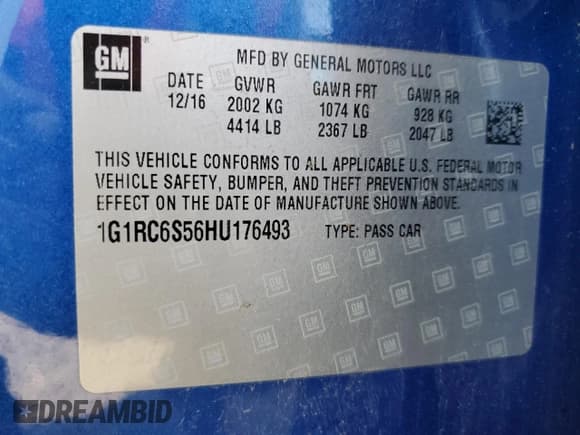 GM ®
MFD BY GENERAL MOTORS LLC
DATE GVWR GAWR FRT GAWR RR
12/16 2002 KG 1074 KG 928 KG
4414 LB 2367 LB 2047 LB
THIS VEHICLE CONFORMS TO ALL APPLICABLE U.S. FEDERAL MOTOR
VEHICLE SAFETY, BUMPER, AND THEFT PREVENTION STANDARDS IN
EFFECT ON THE DATE OF MANUFACTURE SHOWN ABOVE.
1G1RC6S56HU176493 TYPE: PASS CAR
DREAMBID